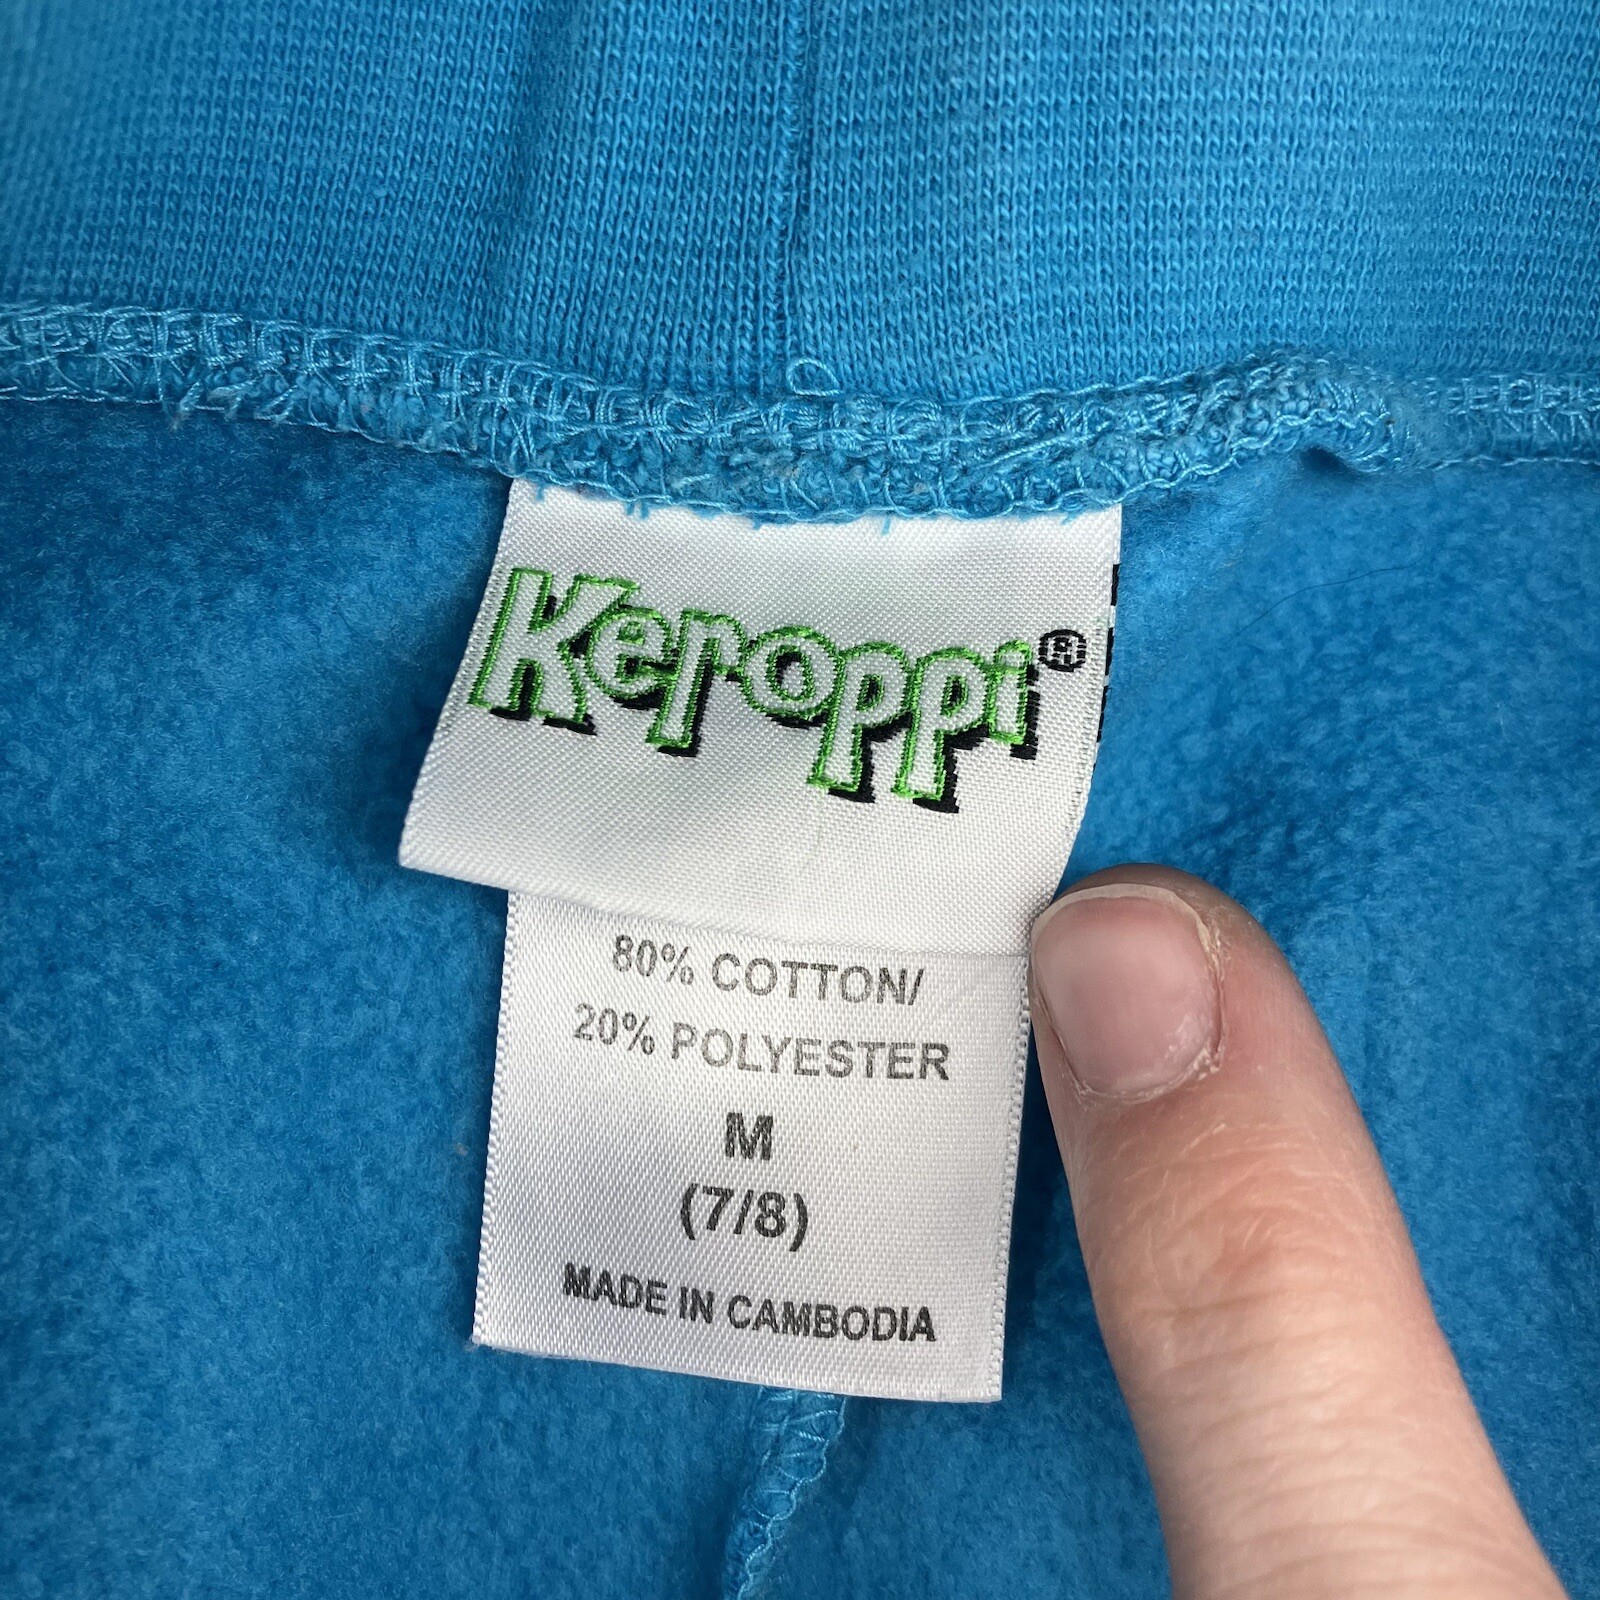 Keroppi®
80% COTTON/
20% POLYESTER
M
(7/8)
MADE IN CAMBODIA